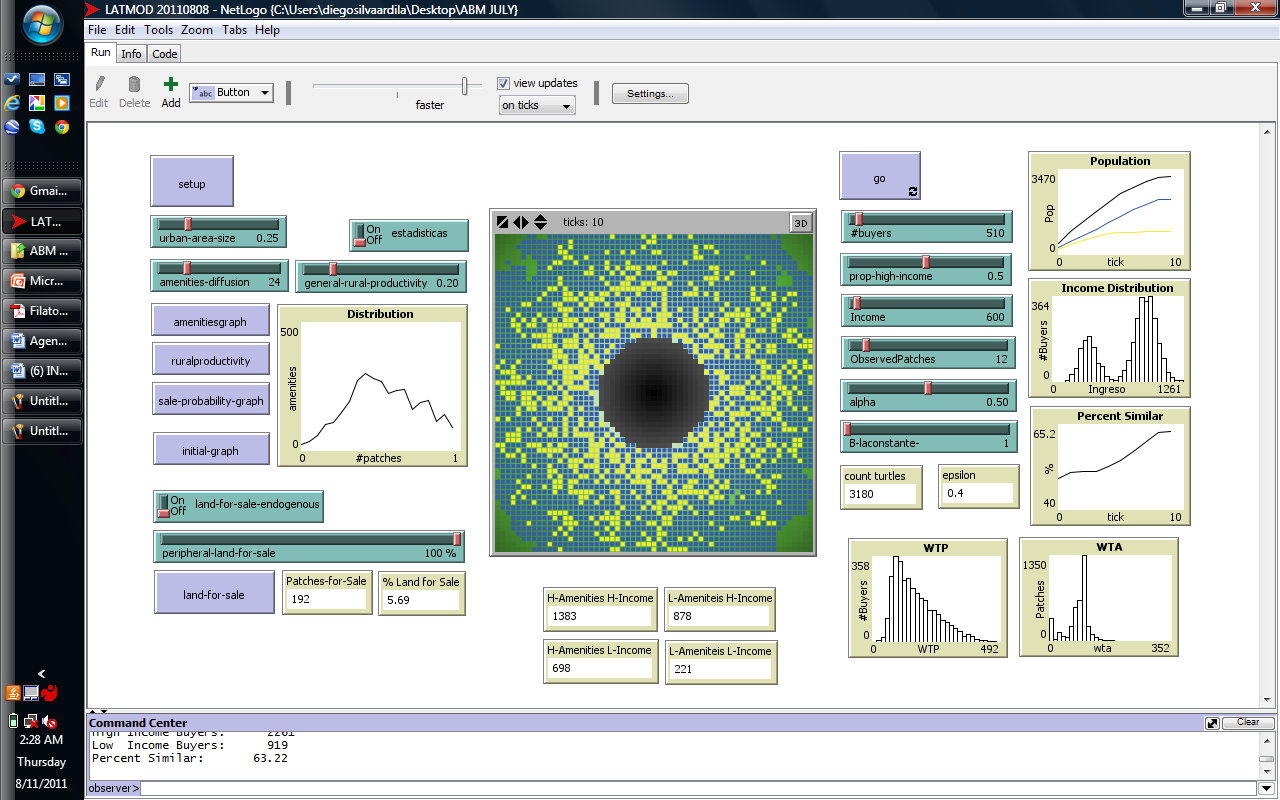 LATMOD 20110808 - NetLogo {C:\Users\diegosilvaardila\Desktop\ABM JULY}
File Edit Tools Zoom Tabs Help
Run Info Code
Edit Delete Add abc Button
faster
view updates
on ticks
Settings...
setup
urban-area-size 0.25
On
Off estadisticas
amenities-diffusion 24
general-rural-productivity 0.20
amenitiesgraph
ruralproductivity
sale-probability-graph
initial-graph
Distribution
500
amenities
0
0 #patches 1
On
Off land-for-sale-endogenous
peripheral-land-for-sale 100 %
land-for-sale
Patches-for-Sale
192
% Land for Sale
5.69
ticks: 10
3D
H-Amenities H-Income
1383
L-Ameniteis H-Income
878
H-Amenities L-Income
698
L-Ameniteis L-Income
221
go
#buyers 510
prop-high-income 0.5
Income 600
ObservedPatches 12
alpha 0.50
B-laconstante- 1
count turtles
3180
epsilon
0.4
Population
3470
Pop
0
0 tick 10
Income Distribution
364
#Buyers
0
0 Ingreso 1261
Percent Similar
65.2
%
40
0 tick 10
WTP
358
#Buyers
0
0 WTP 492
WTA
1350
Patches
0
0 wta 352
Command Center
Clear
High Income Buyers: 2261
Low Income Buyers: 919
Percent Similar: 63.22
observer>
Gmai...
LAT...
ABM ...
Micr...
Filato...
Agen...
(6) IN...
Untitl...
Untitl...
2:28 AM
Thursday
8/11/2011